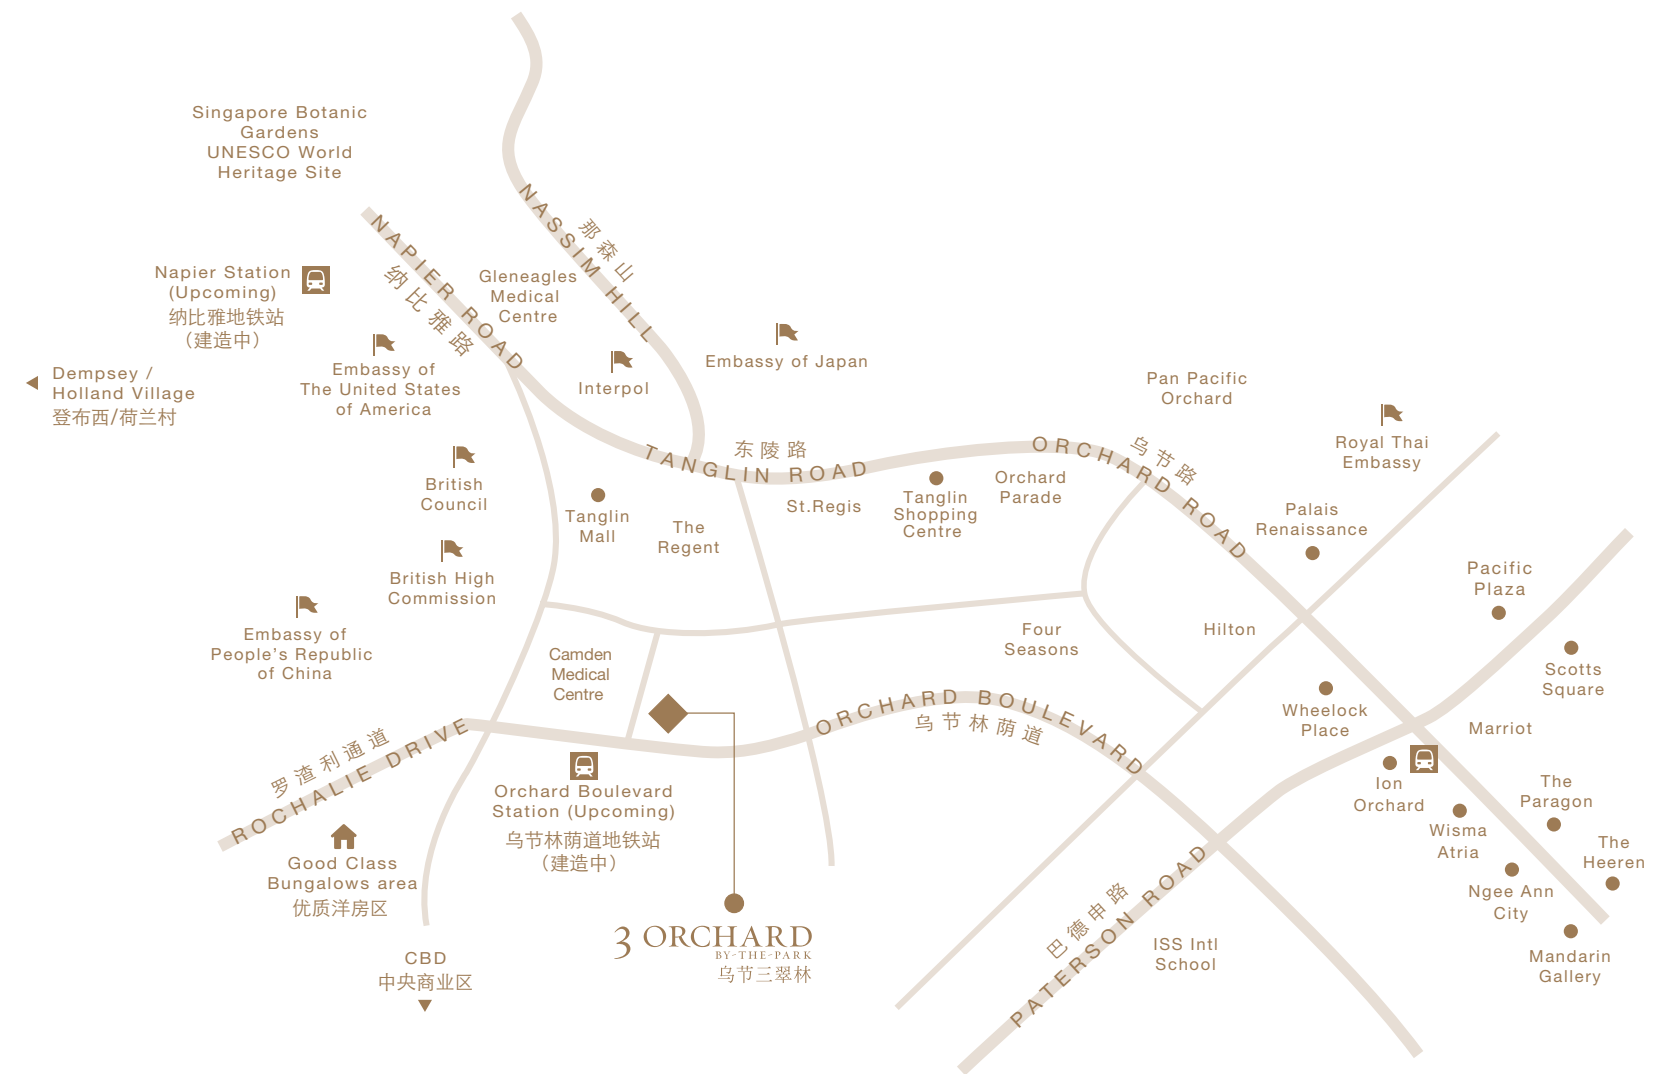 Singapore Botanic
Gardens
UNESCO World
Heritage Site
NASSIM HILL
那森山
NAPIER ROAD
纳比雅路
Napier Station
(Upcoming)
纳比雅地铁站
（建造中）
Gleneagles
Medical
Centre
Embassy of
The United States
of America
Interpol
Embassy of Japan
Dempsey /
Holland Village
登布西/荷兰村
Pan Pacific
Orchard
Royal Thai
Embassy
TANGLIN ROAD
东陵路
ORCHARD ROAD
乌节路
British
Council
Tanglin
Mall
The
Regent
St.Regis
Tanglin
Shopping
Centre
Orchard
Parade
Palais
Renaissance
British High
Commission
Pacific
Plaza
Embassy of
People’s Republic
of China
Camden
Medical
Centre
Four
Seasons
Hilton
Scotts
Square
ROCHALIE DRIVE
罗渣利通道
ORCHARD BOULEVARD
乌节林荫道
Wheelock
Place
Marriot
Orchard Boulevard
Station (Upcoming)
乌节林荫道地铁站
（建造中）
Ion
Orchard
The
Paragon
Wisma
Atria
The
Heeren
Good Class
Bungalows area
优质洋房区
Ngee Ann
City
PATERSON ROAD
巴德申路
3 ORCHARD
BY-THE-PARK
乌节三翠林
ISS Intl
School
Mandarin
Gallery
CBD
中央商业区